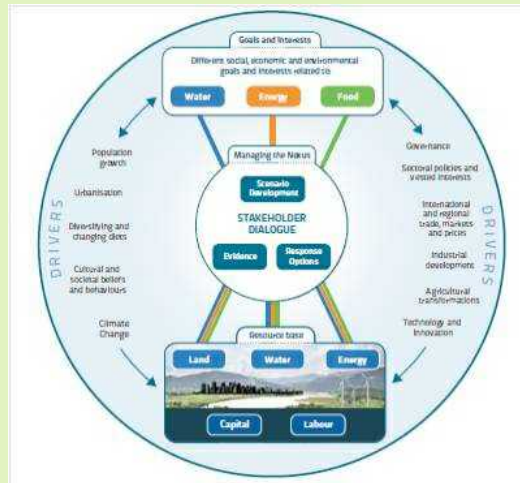 Goals and Interests
Different social, economic and environmental
goals and interests related to:
Water
Energy
Food
Managing the Nexus
Scenario
Development
STAKEHOLDER
DIALOGUE
Evidence
Response
Options
DRIVERS
Population
growth
Urbanisation
Diversifying and
changing diets
Cultural and
societal beliefs
and behaviours
Climate
Change
Governance
Sectoral policies and
vested interests
International
and regional
trade, markets
and prices
Industrial
development
Agricultural
transformations
Technology and
Innovation
DRIVERS
Resource base
Land
Water
Energy
Capital
Labour